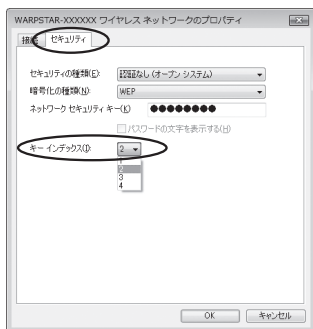 WARPSTAR-XXXXXX ワイヤレス ネットワークのプロパティ
接続 セキュリティ
セキュリティの種類(E): 認証なし (オープン システム)
暗号化の種類(N): WEP
ネットワーク セキュリティ キー(K) ●●●●●●●●
パスワードの文字を表示する(H)
キー インデックス(I): 2
1
2
3
4
OK キャンセル